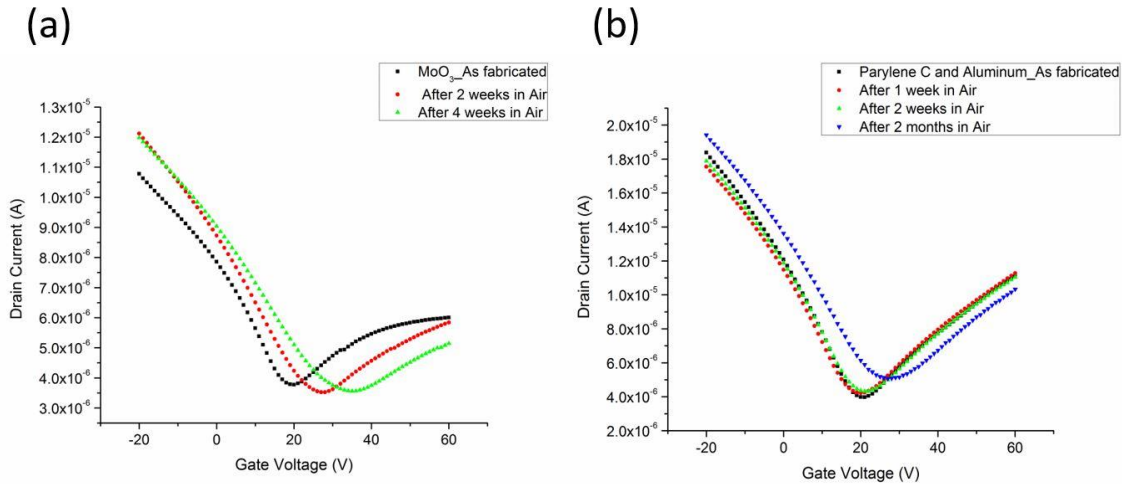 (a)
MoO₃_As fabricated
After 2 weeks in Air
After 4 weeks in Air
1.3x10⁻⁵
1.2x10⁻⁵
1.1x10⁻⁵
1.0x10⁻⁵
9.0x10⁻⁶
8.0x10⁻⁶
7.0x10⁻⁶
6.0x10⁻⁶
5.0x10⁻⁶
4.0x10⁻⁶
3.0x10⁻⁶
Drain Current (A)
-20 0 20 40 60
Gate Voltage (V)
(b)
Parylene C and Aluminum_As fabricated
After 1 week in Air
After 2 weeks in Air
After 2 months in Air
2.0x10⁻⁵
1.8x10⁻⁵
1.6x10⁻⁵
1.4x10⁻⁵
1.2x10⁻⁵
1.0x10⁻⁵
8.0x10⁻⁶
6.0x10⁻⁶
4.0x10⁻⁶
2.0x10⁻⁶
Drain Current (A)
-20 0 20 40 60
Gate Voltage (V)